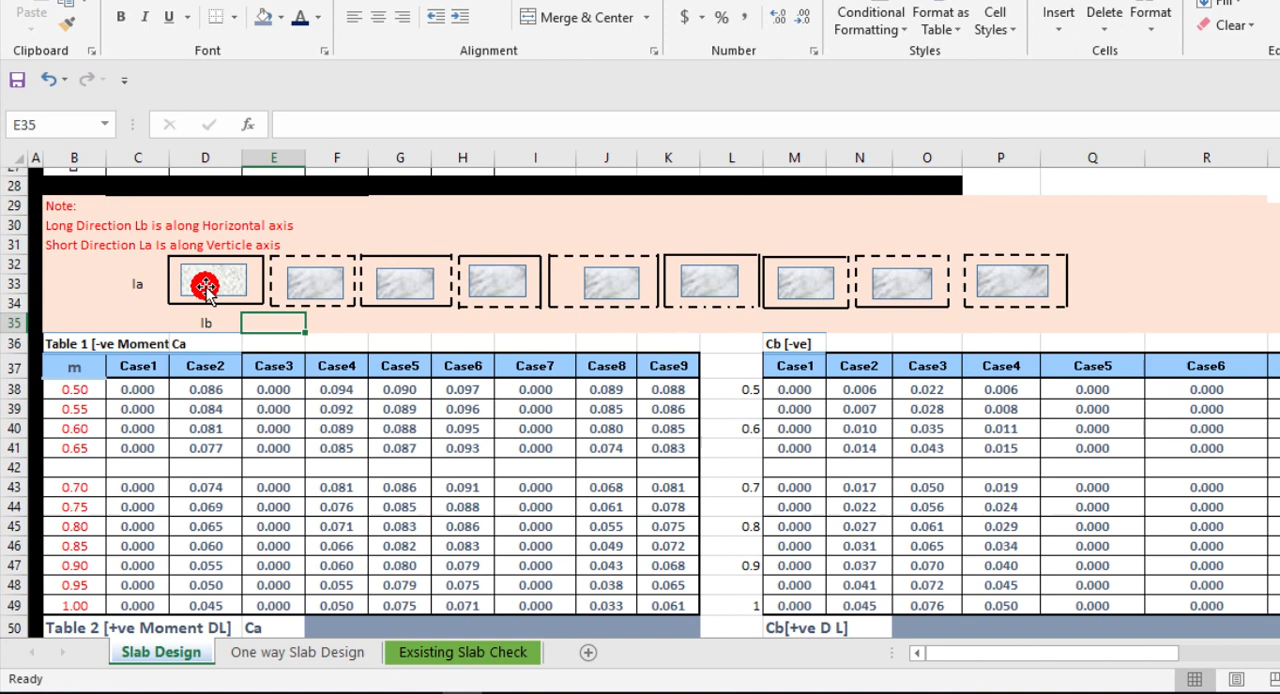 Paste
B I U
Merge & Center
$ % ,
Conditional Formatting
Format as Table
Cell Styles
Insert Delete Format
Clear
Clipboard Font Alignment Number Styles Cells
E35 fx
A B C D E F G H I J K L M N O P Q R
28
29 Note:
30 Long Direction Lb is along Horizontal axis
31 Short Direction La Is along Verticle axis
32
33 la
34
35 lb
36 Table 1 [-ve Moment Ca Cb [-ve]
37 m Case1 Case2 Case3 Case4 Case5 Case6 Case7 Case8 Case9 Case1 Case2 Case3 Case4 Case5 Case6
38 0.50 0.000 0.086 0.000 0.094 0.090 0.097 0.000 0.089 0.088 0.5 0.000 0.006 0.022 0.006 0.000 0.000
39 0.55 0.000 0.084 0.000 0.092 0.089 0.096 0.000 0.085 0.086 0.000 0.007 0.028 0.008 0.000 0.000
40 0.60 0.000 0.081 0.000 0.089 0.088 0.095 0.000 0.080 0.085 0.6 0.000 0.010 0.035 0.011 0.000 0.000
41 0.65 0.000 0.077 0.000 0.085 0.087 0.093 0.000 0.074 0.083 0.000 0.014 0.043 0.015 0.000 0.000
42
43 0.70 0.000 0.074 0.000 0.081 0.086 0.091 0.000 0.068 0.081 0.7 0.000 0.017 0.050 0.019 0.000 0.000
44 0.75 0.000 0.069 0.000 0.076 0.085 0.088 0.000 0.061 0.078 0.000 0.022 0.056 0.024 0.000 0.000
45 0.80 0.000 0.065 0.000 0.071 0.083 0.086 0.000 0.055 0.075 0.8 0.000 0.027 0.061 0.029 0.000 0.000
46 0.85 0.000 0.060 0.000 0.066 0.082 0.083 0.000 0.049 0.072 0.000 0.031 0.065 0.034 0.000 0.000
47 0.90 0.000 0.055 0.000 0.060 0.080 0.079 0.000 0.043 0.068 0.9 0.000 0.037 0.070 0.040 0.000 0.000
48 0.95 0.000 0.050 0.000 0.055 0.079 0.075 0.000 0.038 0.065 0.000 0.041 0.072 0.045 0.000 0.000
49 1.00 0.000 0.045 0.000 0.050 0.075 0.071 0.000 0.033 0.061 1 0.000 0.045 0.076 0.050 0.000 0.000
50 Table 2 [+ve Moment DL] Ca Cb[+ve D L]
Slab Design One way Slab Design Exsisting Slab Check
Ready